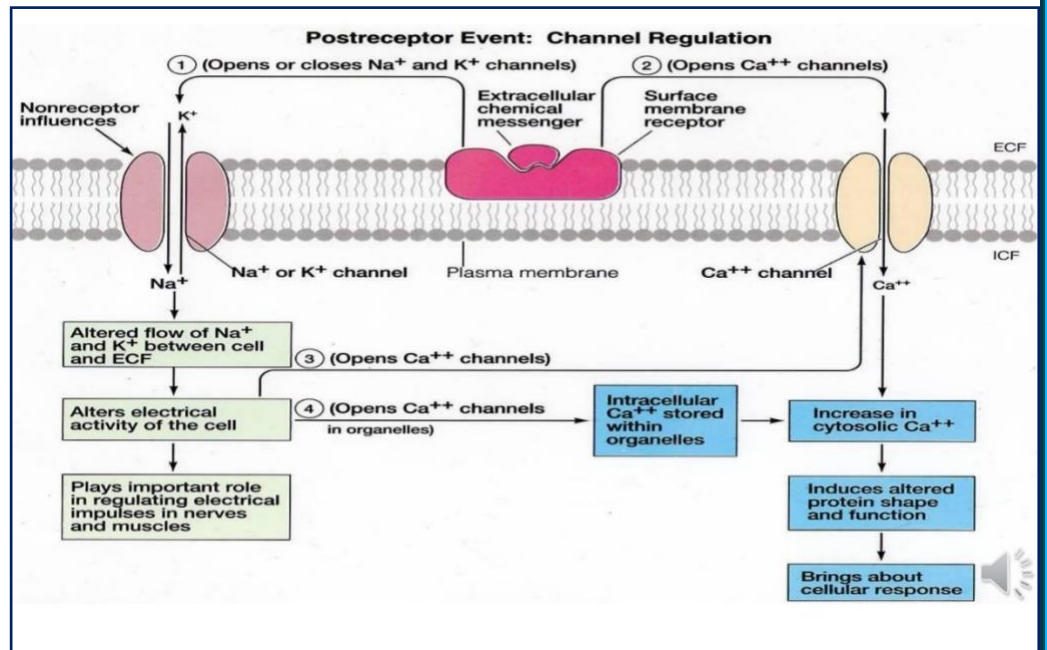 Postreceptor Event: Channel Regulation
1 (Opens or closes Na⁺ and K⁺ channels)
2 (Opens Ca⁺⁺ channels)
Nonreceptor
influences
K⁺
Extracellular
chemical
messenger
Surface
membrane
receptor
ECF
Na⁺ or K⁺ channel
Plasma membrane
Ca⁺⁺ channel
ICF
Na⁺
Ca⁺⁺
Altered flow of Na⁺
and K⁺ between cell
and ECF
3 (Opens Ca⁺⁺ channels)
Alters electrical
activity of the cell
4 (Opens Ca⁺⁺ channels
in organelles)
Intracellular
Ca⁺⁺ stored
within
organelles
Increase in
cytosolic Ca⁺⁺
Plays important role
in regulating electrical
impulses in nerves
and muscles
Induces altered
protein shape
and function
Brings about
cellular response